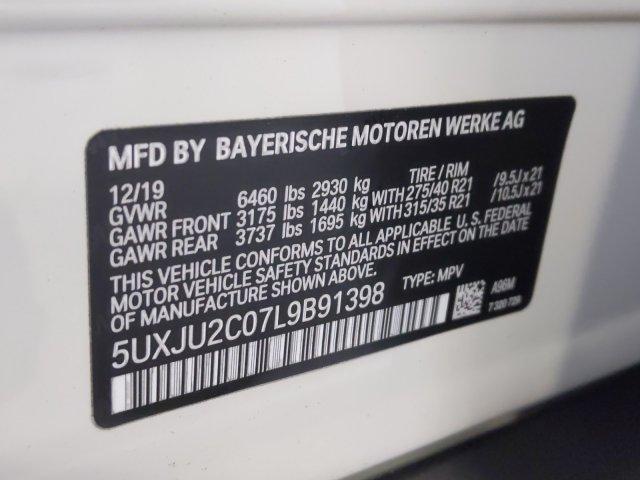 MFD BY BAYERISCHE MOTOREN WERKE AG
12/19 TIRE / RIM
GVWR 6460 lbs 2930 kg
GAWR FRONT 3175 lbs 1440 kg WITH 275/40 R21 /9.5J x 21
GAWR REAR 3737 lbs 1695 kg WITH 315/35 R21 /10.5J x 21
THIS VEHICLE CONFORMS TO ALL APPLICABLE U.S. FEDERAL
MOTOR VEHICLE SAFETY STANDARDS IN EFFECT ON THE DATE
OF MANUFACTURE SHOWN ABOVE.
TYPE: MPV
5UXJU2C07L9B91398
A96M